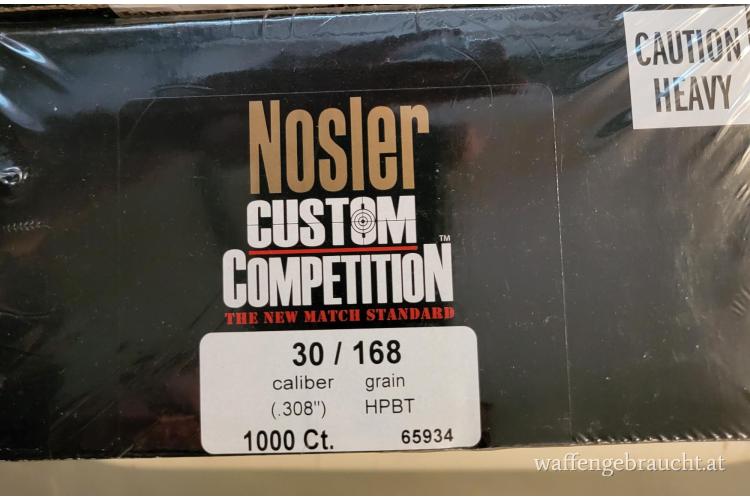 CAUTION
HEAVY
Nosler
CUSTOM
COMPETITION™
THE NEW MATCH STANDARD
30 / 168
caliber grain
(.308") HPBT
1000 Ct. 65934
waffengebraucht.at